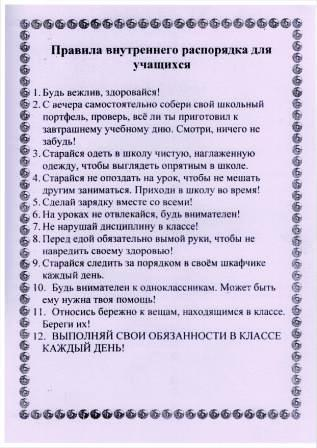 Правила внутреннего распорядка для
учащихся
1. Будь вежлив, здоровайся!
2. С вечера самостоятельно собери свой школьный
портфель, проверь, всё ли ты приготовил к
завтрашнему учебному дню. Смотри, ничего не
забудь!
3. Старайся одеть в школу чистую, наглаженную
одежду, чтобы выглядеть опрятным в школе.
4. Старайся не опоздать на урок, чтобы не мешать
другим заниматься. Приходи в школу во время!
5. Сделай зарядку вместе со всеми!
6. На уроках не отвлекайся, будь внимателен!
7. Не нарушай дисциплину в классе!
8. Перед едой обязательно вымой руки, чтобы не
навредить своему здоровью!
9. Старайся следить за порядком в своём шкафчике
каждый день.
10. Будь внимателен к одноклассникам. Может быть
ему нужна твоя помощь!
11. Относись бережно к вещам, находящимся в классе.
Береги их!
12. ВЫПОЛНЯЙ СВОИ ОБЯЗАННОСТИ В КЛАССЕ
КАЖДЫЙ ДЕНЬ!